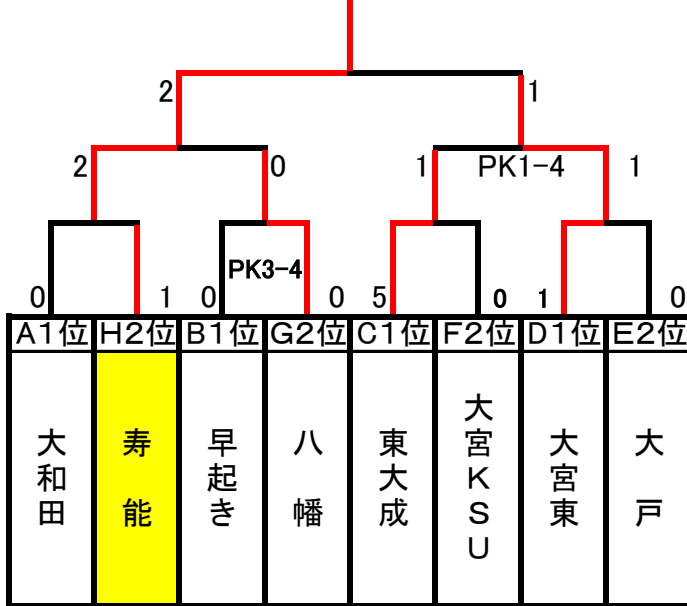 2 1
2 0 1 PK1-4 1
PK3-4
0 1 0 0 5 0 1 0
A1位 H2位 B1位 G2位 C1位 F2位 D1位 E2位
大和田
寿能
早起き
八幡
東大成
大宮KSU
大宮東
大戸